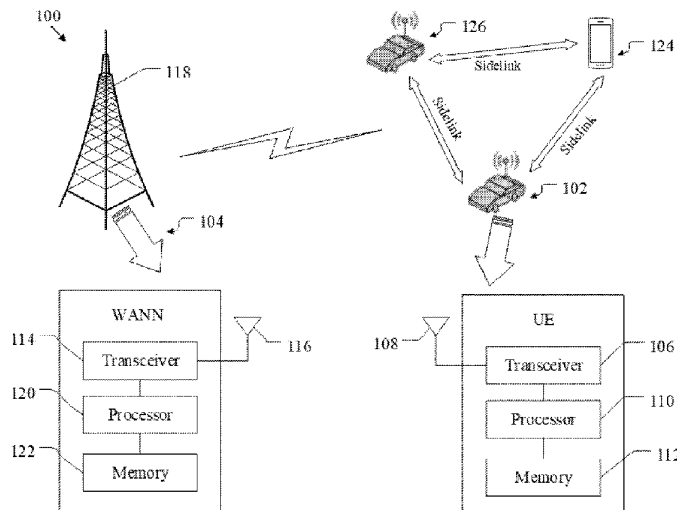 100
118
126
124
Sidelink
Sidelink
Sidelink
102
104
WANN
UE
114
Transceiver
116
108
Transceiver
106
120
Processor
Processor
110
122
Memory
Memory
112